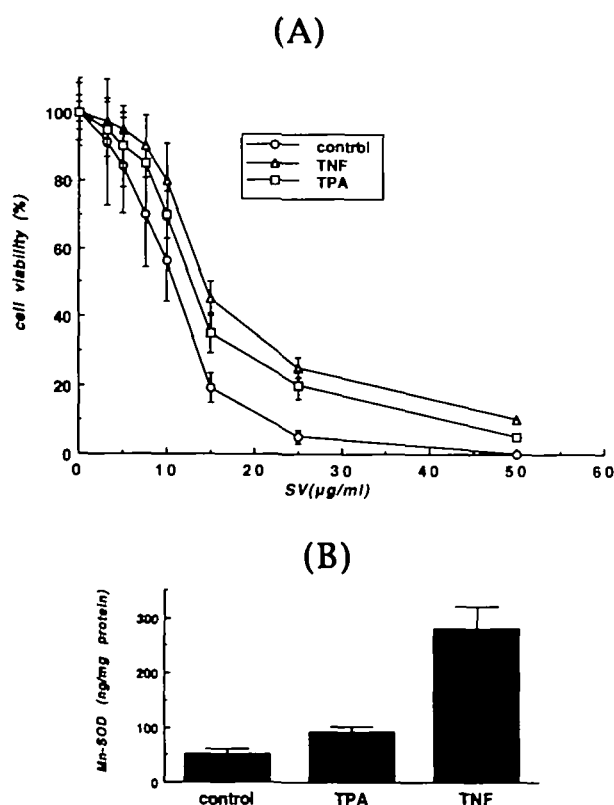 (A)
100
80
60
40
20
0
cell viability (%)
control
TNF
TPA
0 10 20 30 40 50 60
SV(µg/ml)
(B)
300
200
100
0
Mn-SOD (ng/mg protein)
control TPA TNF